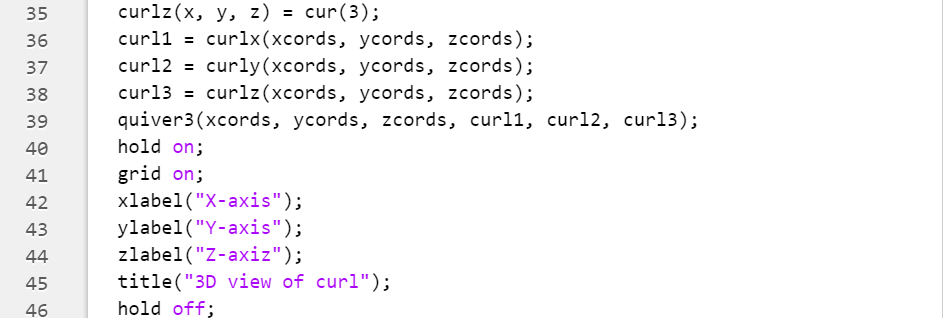 35 curlz(x, y, z) = cur(3);
36 curl1 = curlx(xcords, ycords, zcords);
37 curl2 = curly(xcords, ycords, zcords);
38 curl3 = curlz(xcords, ycords, zcords);
39 quiver3(xcords, ycords, zcords, curl1, curl2, curl3);
40 hold on;
41 grid on;
42 xlabel("X-axis");
43 ylabel("Y-axis");
44 zlabel("Z-axiz");
45 title("3D view of curl");
46 hold off;